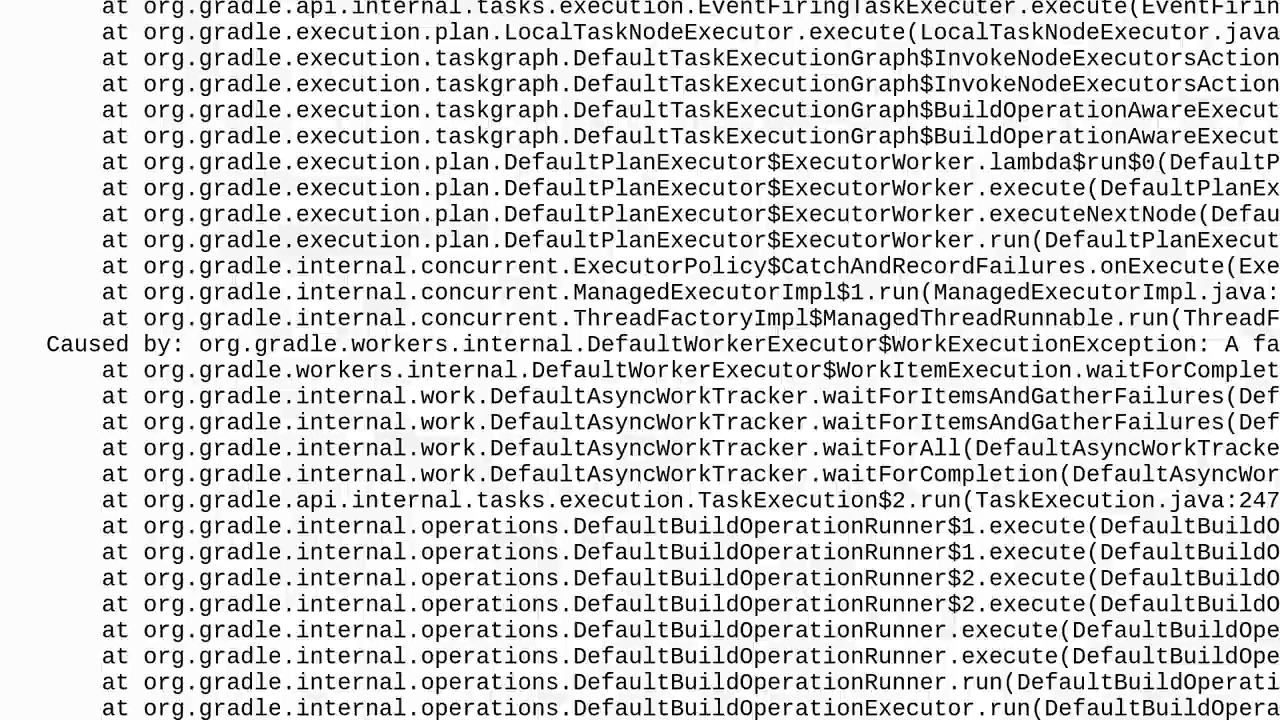 at org.gradle.api.internal.tasks.execution.EventFiringTaskExecuter.execute(EventFirin
at org.gradle.execution.plan.LocalTaskNodeExecutor.execute(LocalTaskNodeExecutor.java
at org.gradle.execution.taskgraph.DefaultTaskExecutionGraph$InvokeNodeExecutorsAction
at org.gradle.execution.taskgraph.DefaultTaskExecutionGraph$InvokeNodeExecutorsAction
at org.gradle.execution.taskgraph.DefaultTaskExecutionGraph$BuildOperationAwareExecut
at org.gradle.execution.taskgraph.DefaultTaskExecutionGraph$BuildOperationAwareExecut
at org.gradle.execution.plan.DefaultPlanExecutor$ExecutorWorker.lambda$run$0(DefaultP
at org.gradle.execution.plan.DefaultPlanExecutor$ExecutorWorker.execute(DefaultPlanEx
at org.gradle.execution.plan.DefaultPlanExecutor$ExecutorWorker.executeNextNode(Defau
at org.gradle.execution.plan.DefaultPlanExecutor$ExecutorWorker.run(DefaultPlanExecut
at org.gradle.internal.concurrent.ExecutorPolicy$CatchAndRecordFailures.onExecute(Exe
at org.gradle.internal.concurrent.ManagedExecutorImpl$1.run(ManagedExecutorImpl.java:
at org.gradle.internal.concurrent.ThreadFactoryImpl$ManagedThreadRunnable.run(ThreadF
Caused by: org.gradle.workers.internal.DefaultWorkerExecutor$WorkExecutionException: A fa
at org.gradle.workers.internal.DefaultWorkerExecutor$WorkItemExecution.waitForComplet
at org.gradle.internal.work.DefaultAsyncWorkTracker.waitForItemsAndGatherFailures(Def
at org.gradle.internal.work.DefaultAsyncWorkTracker.waitForItemsAndGatherFailures(Def
at org.gradle.internal.work.DefaultAsyncWorkTracker.waitForAll(DefaultAsyncWorkTracke
at org.gradle.internal.work.DefaultAsyncWorkTracker.waitForCompletion(DefaultAsyncWor
at org.gradle.api.internal.tasks.execution.TaskExecution$2.run(TaskExecution.java:247
at org.gradle.internal.operations.DefaultBuildOperationRunner$1.execute(DefaultBuildO
at org.gradle.internal.operations.DefaultBuildOperationRunner$1.execute(DefaultBuildO
at org.gradle.internal.operations.DefaultBuildOperationRunner$2.execute(DefaultBuildO
at org.gradle.internal.operations.DefaultBuildOperationRunner$2.execute(DefaultBuildO
at org.gradle.internal.operations.DefaultBuildOperationRunner.execute(DefaultBuildOpe
at org.gradle.internal.operations.DefaultBuildOperationRunner.execute(DefaultBuildOpe
at org.gradle.internal.operations.DefaultBuildOperationRunner.run(DefaultBuildOperati
at org.gradle.internal.operations.DefaultBuildOperationExecutor.run(DefaultBuildOpera